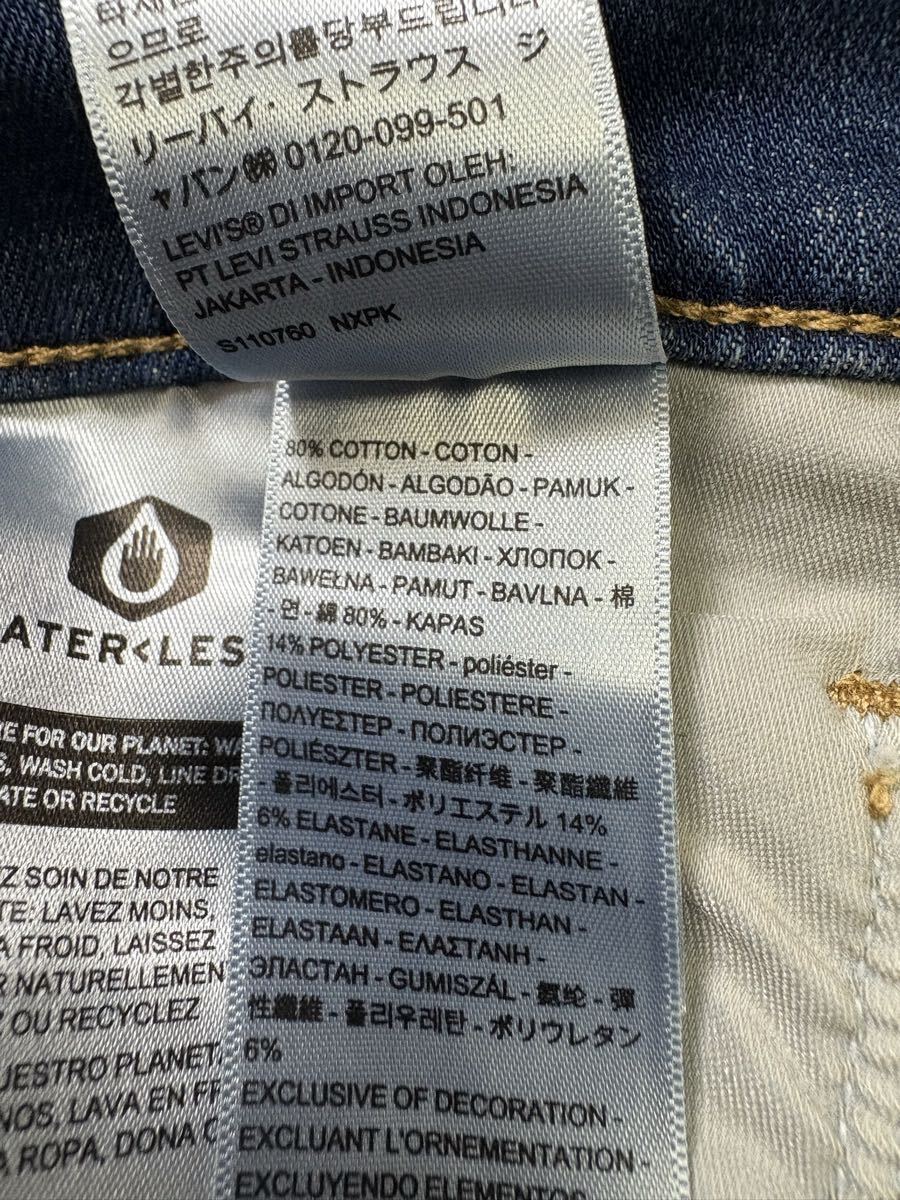 으므로
각별한주의를당부드립니다
リーバイ・ストラウス ジ
ャパン㈱0120-099-501
LEVI'S® DI IMPORT OLEH:
PT LEVI STRAUSS INDONESIA
JAKARTA - INDONESIA
S110760 NXPK
80% COTTON - COTON -
ALGODÓN - ALGODÃO - PAMUK -
COTONE - BAUMWOLLE -
KATOEN - BAMBAKI - ХЛОПОК -
BAWEŁNA - PAMUT - BAVLNA - 棉
- 면 - 綿 80% - KAPAS
14% POLYESTER - poliéster -
POLIESTER - POLIESTERE -
ΠΟΛΥΕΣΤΕΡ - ПОЛИЭСТЕР -
POLIÉSZTER - 聚酯纤维 - 聚酯纖維
- 폴리에스터 - ポリエステル 14%
6% ELASTANE - ELASTHANNE -
elastano - ELASTANO - ELASTAN -
ELASTOMERO - ELASTHAN -
ELASTAAN - ΕΛΑΣΤΑΝΗ -
ЭЛАСТАН - GUMISZÁL - 氨纶 - 彈
性纖維 - 폴리우레탄 - ポリウレタン
6%
EXCLUSIVE OF DECORATION -
EXCLUANT L'ORNEMENTATION -
EXCLUYENDO ELEMENTOS
ATER<LES
RE FOR OUR PLANET: WA
S, WASH COLD, LINE DR
ATE OR RECYCLE
Z SOIN DE NOTRE
TE: LAVEZ MOINS,
A FROID, LAISSEZ
R NATURELLEMEN
Z OU RECYCLEZ
UESTRO PLANET
NOS, LAVA EN FR
A ROPA, DONA O